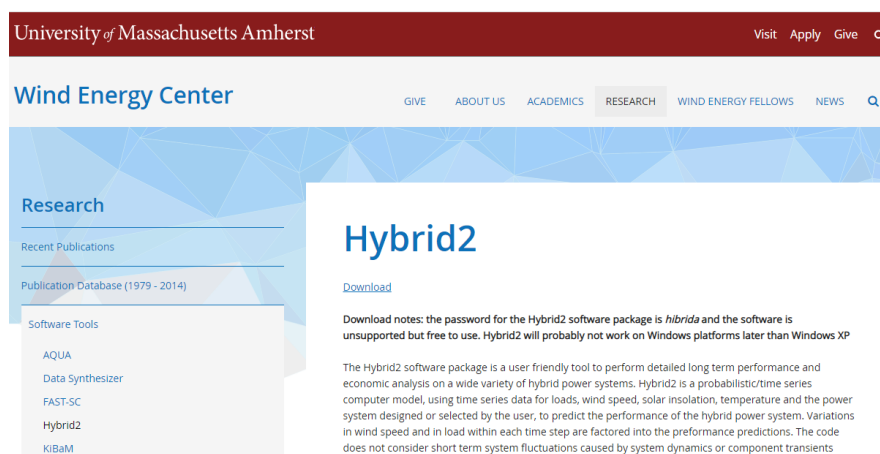 University of Massachusetts Amherst
Visit Apply Give
Wind Energy Center
GIVE ABOUT US ACADEMICS RESEARCH WIND ENERGY FELLOWS NEWS
Research
Recent Publications
Publication Database (1979 - 2014)
Software Tools
AQUA
Data Synthesizer
FAST-SC
Hybrid2
KiBaM
Hybrid2
Download
Download notes: the password for the Hybrid2 software package is hibrida and the software is
unsupported but free to use. Hybrid2 will probably not work on Windows platforms later than Windows XP
The Hybrid2 software package is a user friendly tool to perform detailed long term performance and
economic analysis on a wide variety of hybrid power systems. Hybrid2 is a probabilistic/time series
computer model, using time series data for loads, wind speed, solar insolation, temperature and the power
system designed or selected by the user, to predict the performance of the hybrid power system. Variations
in wind speed and in load within each time step are factored into the preformance predictions. The code
does not consider short term system fluctuations caused by system dynamics or component transients